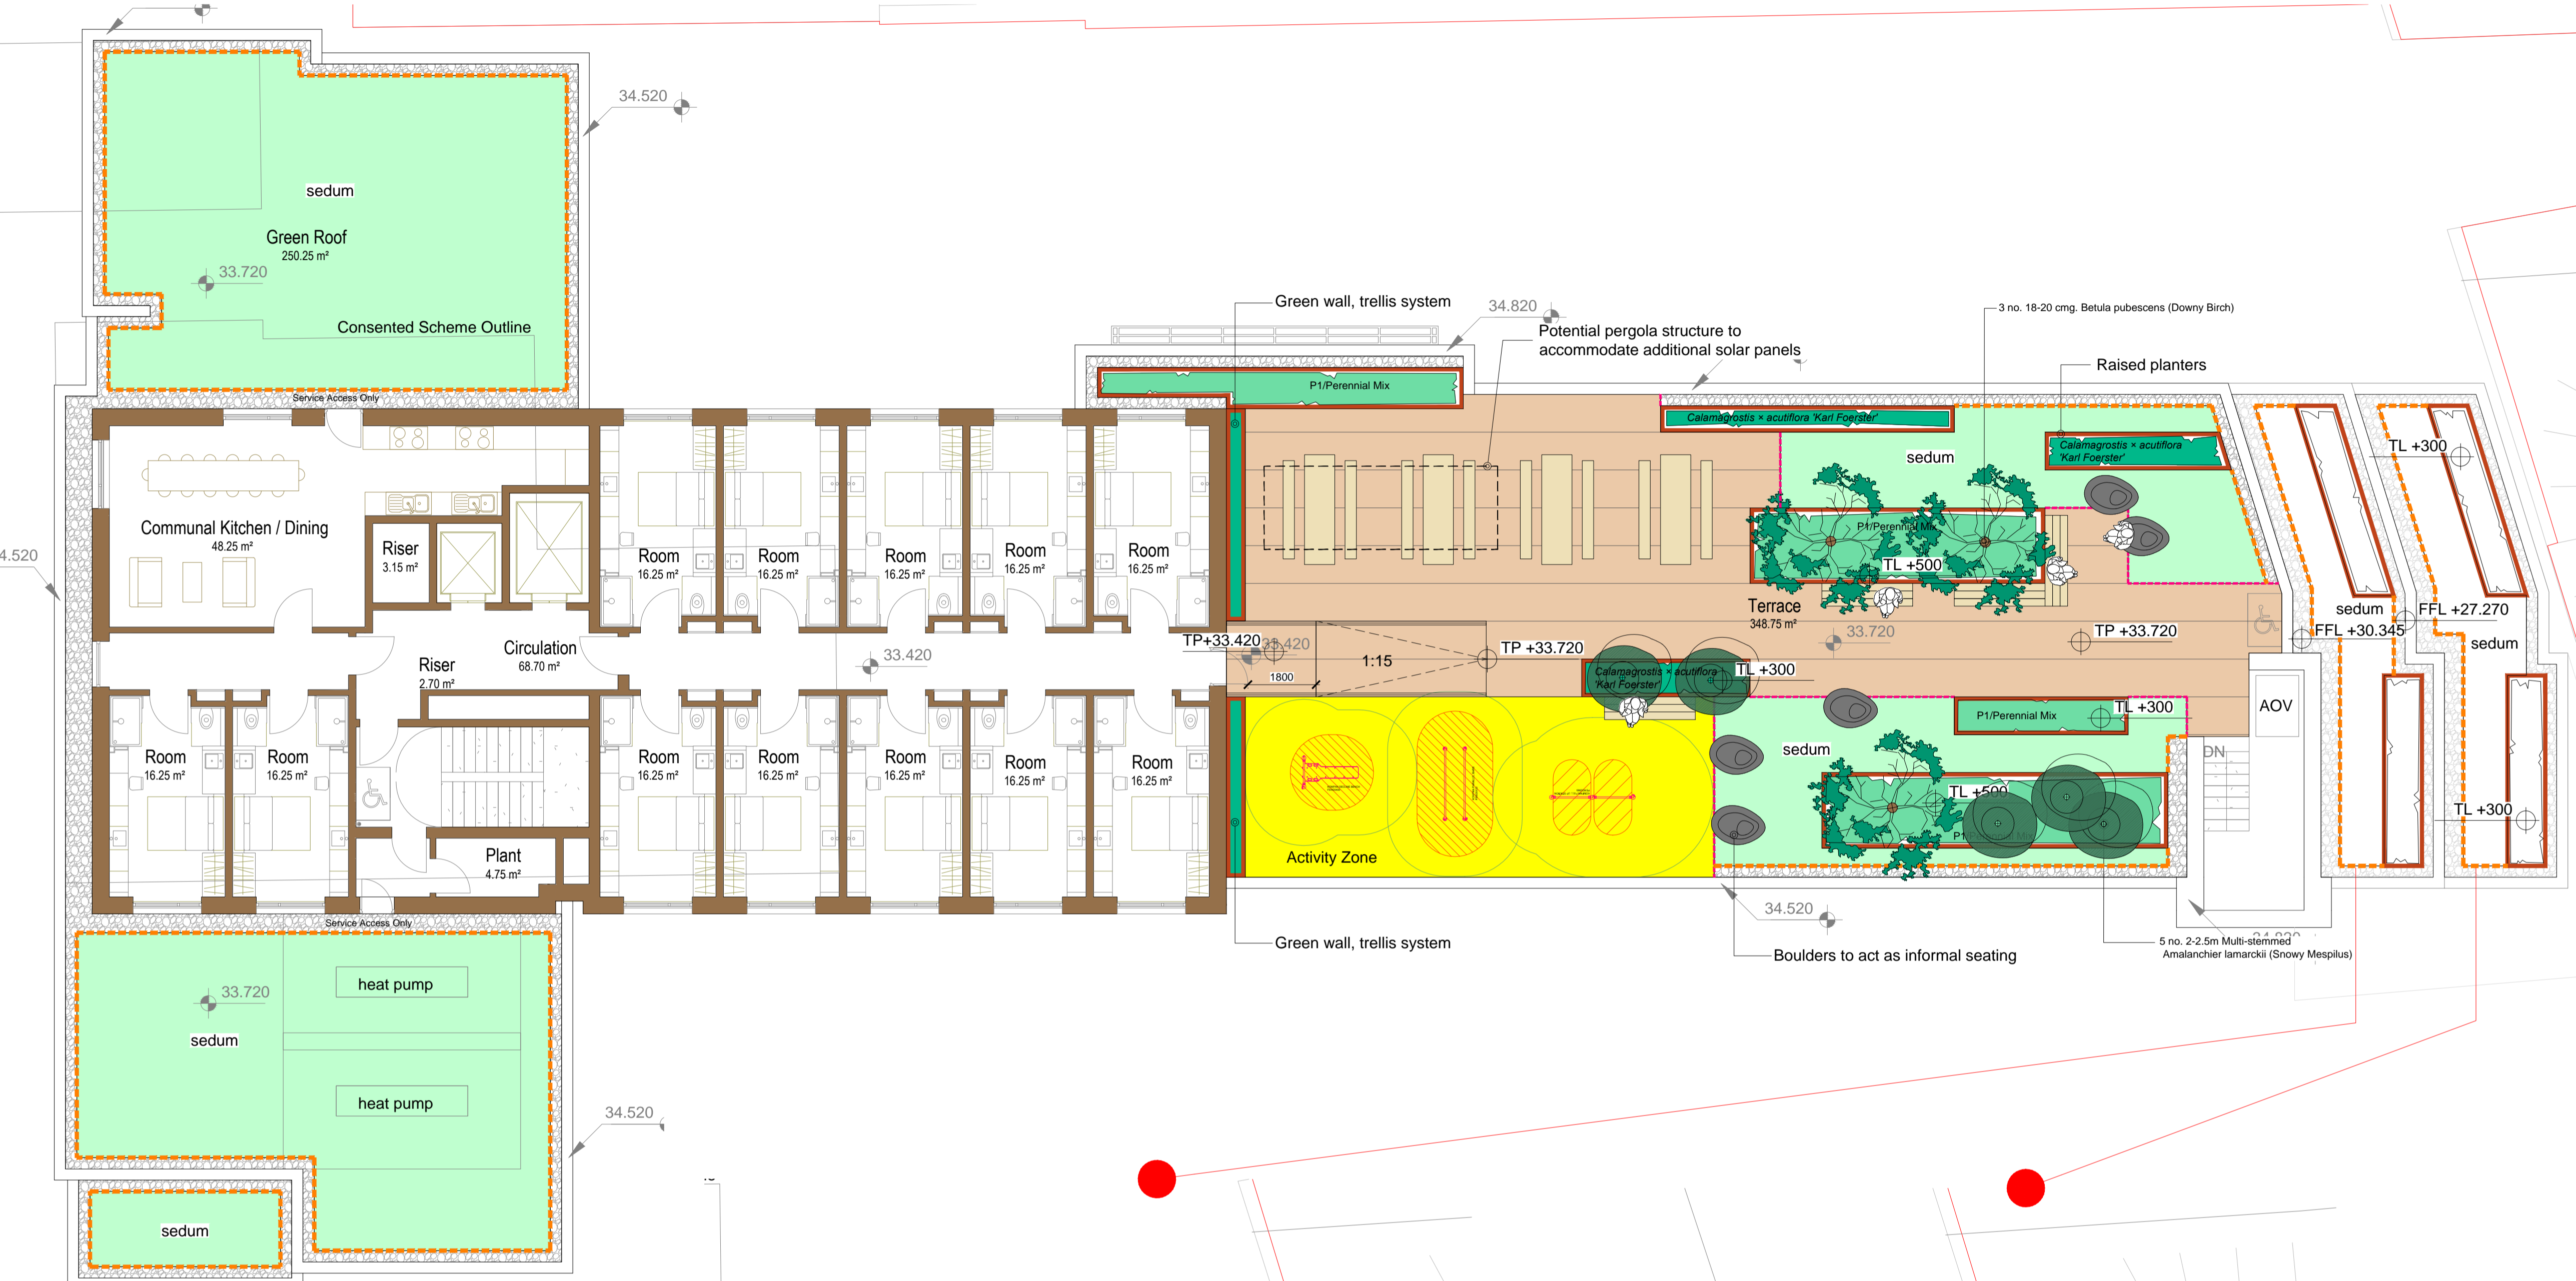 34.520
sedum
Green Roof
250.25 m²
33.720
Consented Scheme Outline
Service Access Only
Green wall, trellis system
34.820
Potential pergola structure to
accommodate additional solar panels
3 no. 18-20 cmg. Betula pubescens (Downy Birch)
Raised planters
P1/Perennial Mix
Calamagrostis × acutiflora 'Karl Foerster'
Calamagrostis × acutiflora
'Karl Foerster'
sedum
TL +300
Communal Kitchen / Dining
48.25 m²
Riser
3.15 m²
Room
16.25 m²
Room
16.25 m²
Room
16.25 m²
Room
16.25 m²
Room
16.25 m²
P1/Perennial Mix
TL +500
4.520
Terrace
348.75 m²
33.720
TP +33.720
sedum
FFL +27.270
FFL +30.345
sedum
Circulation
68.70 m²
Riser
2.70 m²
33.420
TP+33.420
33.420
1:15
TP +33.720
1800
Calamagrostis × acutiflora
'Karl Foerster'
TL +300
P1/Perennial Mix
TL +300
AOV
DN
Room
16.25 m²
Room
16.25 m²
Room
16.25 m²
Room
16.25 m²
Room
16.25 m²
Room
16.25 m²
Room
16.25 m²
sedum
TL +500
P1/Perennial Mix
TL +300
Plant
4.75 m²
Activity Zone
Service Access Only
34.520
Green wall, trellis system
Boulders to act as informal seating
5 no. 2-2.5m Multi-stemmed
Amalanchier lamarckii (Snowy Mespilus)
heat pump
33.720
sedum
heat pump
34.520
sedum